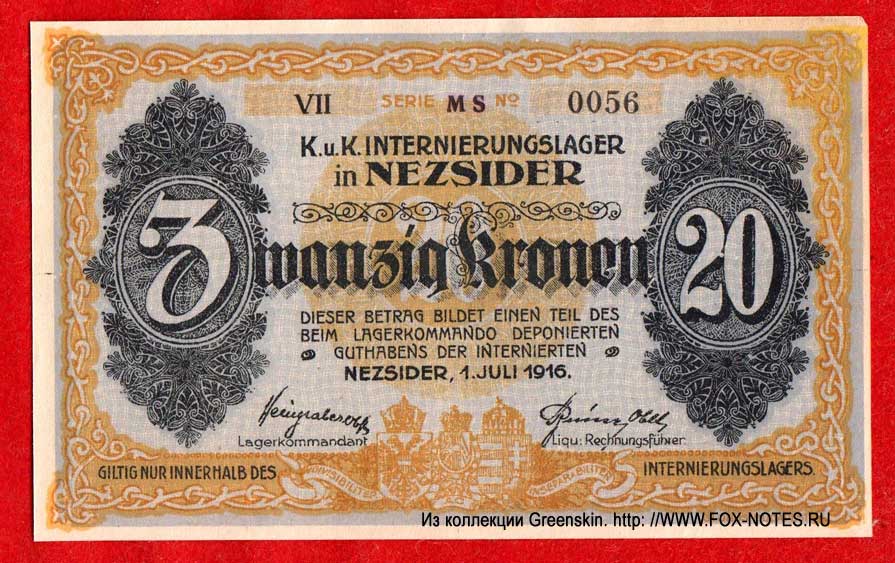 VII SERIE MS No 0056
K.u.K. INTERNIERUNGSLAGER
in NEZSIDER
Zwanzig Kronen 20
DIESER BETRAG BILDET EINEN TEIL DES
BEIM LAGERKOMMANDO DEPONIERTEN
GUTHABENS DER INTERNIERTEN
NEZSIDER, 1. JULI 1916.
Lagerkommandant Liqu: Rechnungsführer
GILTIG NUR INNERHALB DES INTERNIERUNGSLAGERS.
Из коллекции Greenskin. http: //WWW.FOX-NOTES.RU